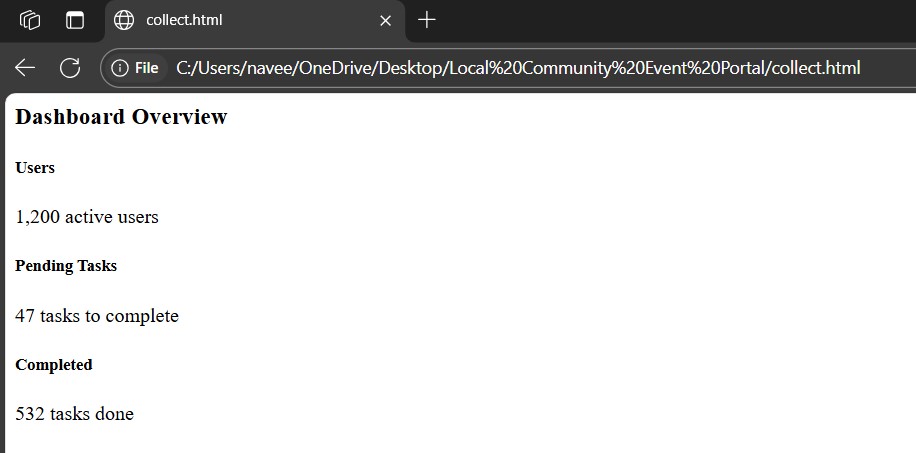 collect.html
File C:/Users/navee/OneDrive/Desktop/Local%20Community%20Event%20Portal/collect.html
Dashboard Overview
Users
1,200 active users
Pending Tasks
47 tasks to complete
Completed
532 tasks done